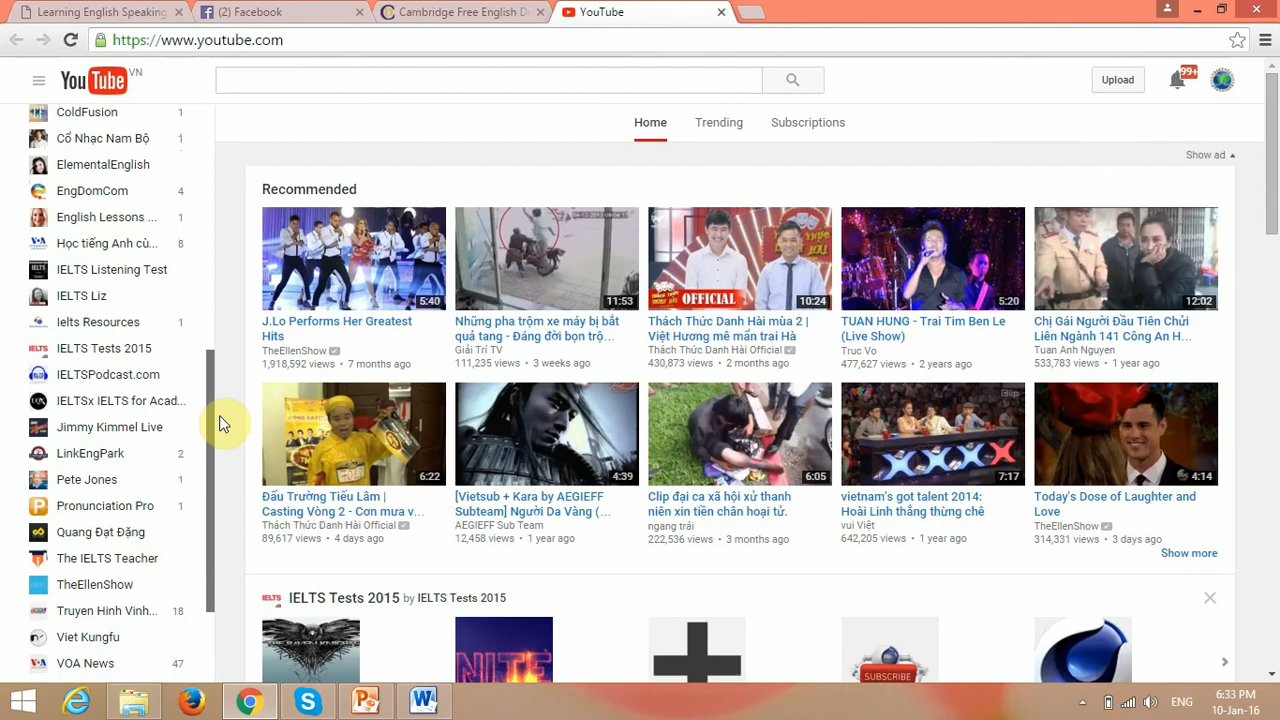 Learning English Speaking
(2) Facebook
Cambridge Free English Di
YouTube
https://www.youtube.com
YouTube VN
Upload
99+
ColdFusion 1
Cổ Nhạc Nam Bộ 1
ElementalEnglish
EngDomCom 4
English Lessons ... 1
Học tiếng Anh cù... 8
IELTS Listening Test
IELTS Liz
Ielts Resources 1
IELTS Tests 2015
IELTSPodcast.com
IELTSx IELTS for Acad...
Jimmy Kimmel Live
LinkEngPark 2
Pete Jones 1
Pronunciation Pro 1
Quang Đạt Đặng
The IELTS Teacher
TheEllenShow
Truyen Hinh Vinh... 18
Viet Kungfu
VOA News 47
Home Trending Subscriptions
Show ad
Recommended
5:40
J.Lo Performs Her Greatest
Hits
TheEllenShow
1,918,592 views • 7 months ago
11:53
Những pha trộm xe máy bị bắt
quả tang - Đáng đời bọn trộ...
Giải Trí TV
111,235 views • 3 weeks ago
OFFICIAL
10:24
Thách Thức Danh Hài mùa 2 |
Việt Hương mê mẩn trai Hà
Thách Thức Danh Hài Official
430,873 views • 2 months ago
5:20
TUAN HUNG - Trai Tim Ben Le
(Live Show)
Truc Vo
477,627 views • 2 years ago
12:02
Chị Gái Người Đầu Tiên Chửi
Liên Ngành 141 Công An H...
Tuan Anh Nguyen
533,783 views • 1 year ago
6:22
Đấu Trường Tiếu Lâm |
Casting Vòng 2 - Cơn mưa v...
Thách Thức Danh Hài Official
89,617 views • 4 days ago
4:39
[Vietsub + Kara by AEGIEFF
Subteam] Người Da Vàng (...
AEGIEFF Sub Team
12,458 views • 1 year ago
6:05
Clip đại ca xã hội xử thanh
niên xin tiền chân hoại tử.
ngang trái
222,536 views • 3 months ago
Clip
XXXX
7:17
vietnam's got talent 2014:
Hoài Linh thẳng thừng chê
vui Việt
642,205 views • 1 year ago
4:14
Today's Dose of Laughter and
Love
TheEllenShow
314,331 views • 3 days ago
Show more
IELTS Tests 2015 by IELTS Tests 2015
NITE
SUBSCRIBE
ENG
6:33 PM
10-Jan-16